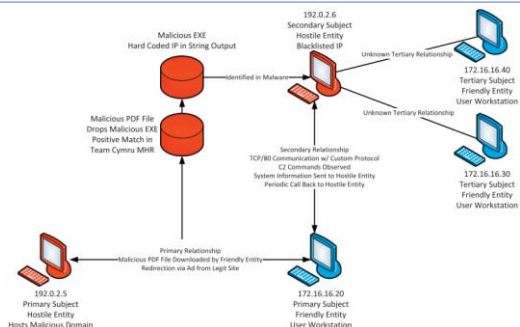 Malicious EXE
Hard Coded IP in String Output
192.0.2.6
Secondary Subject
Hostile Entity
Blacklisted IP
Identified in Malware
Unknown Tertiary Relationship
172.16.16.40
Tertiary Subject
Friendly Entity
User Workstation
Unknown Tertiary Relationship
172.16.16.30
Tertiary Subject
Friendly Entity
User Workstation
Malicious PDF File
Drops Malicious EXE
Positive Match in
Team Cymru MHR
Secondary Relationship
TCP/80 Communication w/ Custom Protocol
C2 Commands Observed
System Information Sent to Hostile Entity
Periodic Call Back to Hostile Entity
Primary Relationship
Malicious PDF File Downloaded by Friendly Entity
Redirection via Ad from Legit Site
192.0.2.5
Primary Subject
Hostile Entity
Hosts Malicious Domain
172.16.16.20
Primary Subject
Friendly Entity
User Workstation